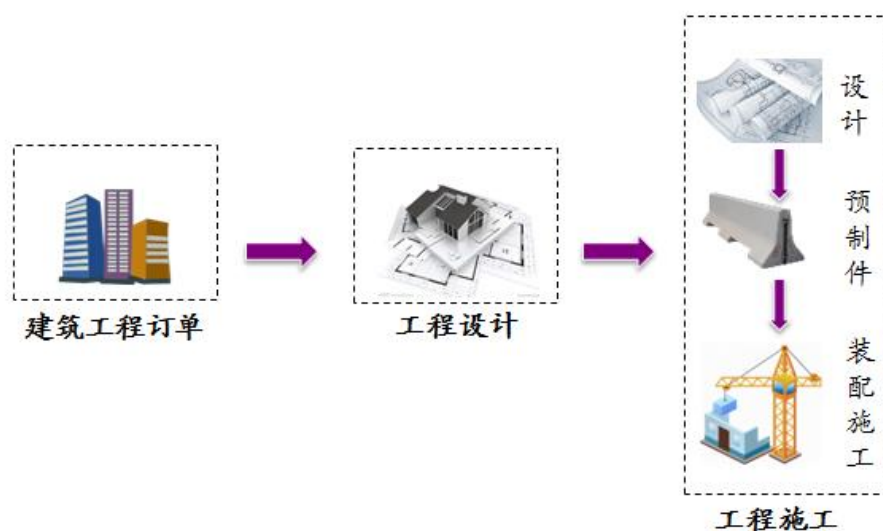 建筑工程订单
工程设计
设计
预制件
装配施工
工程施工